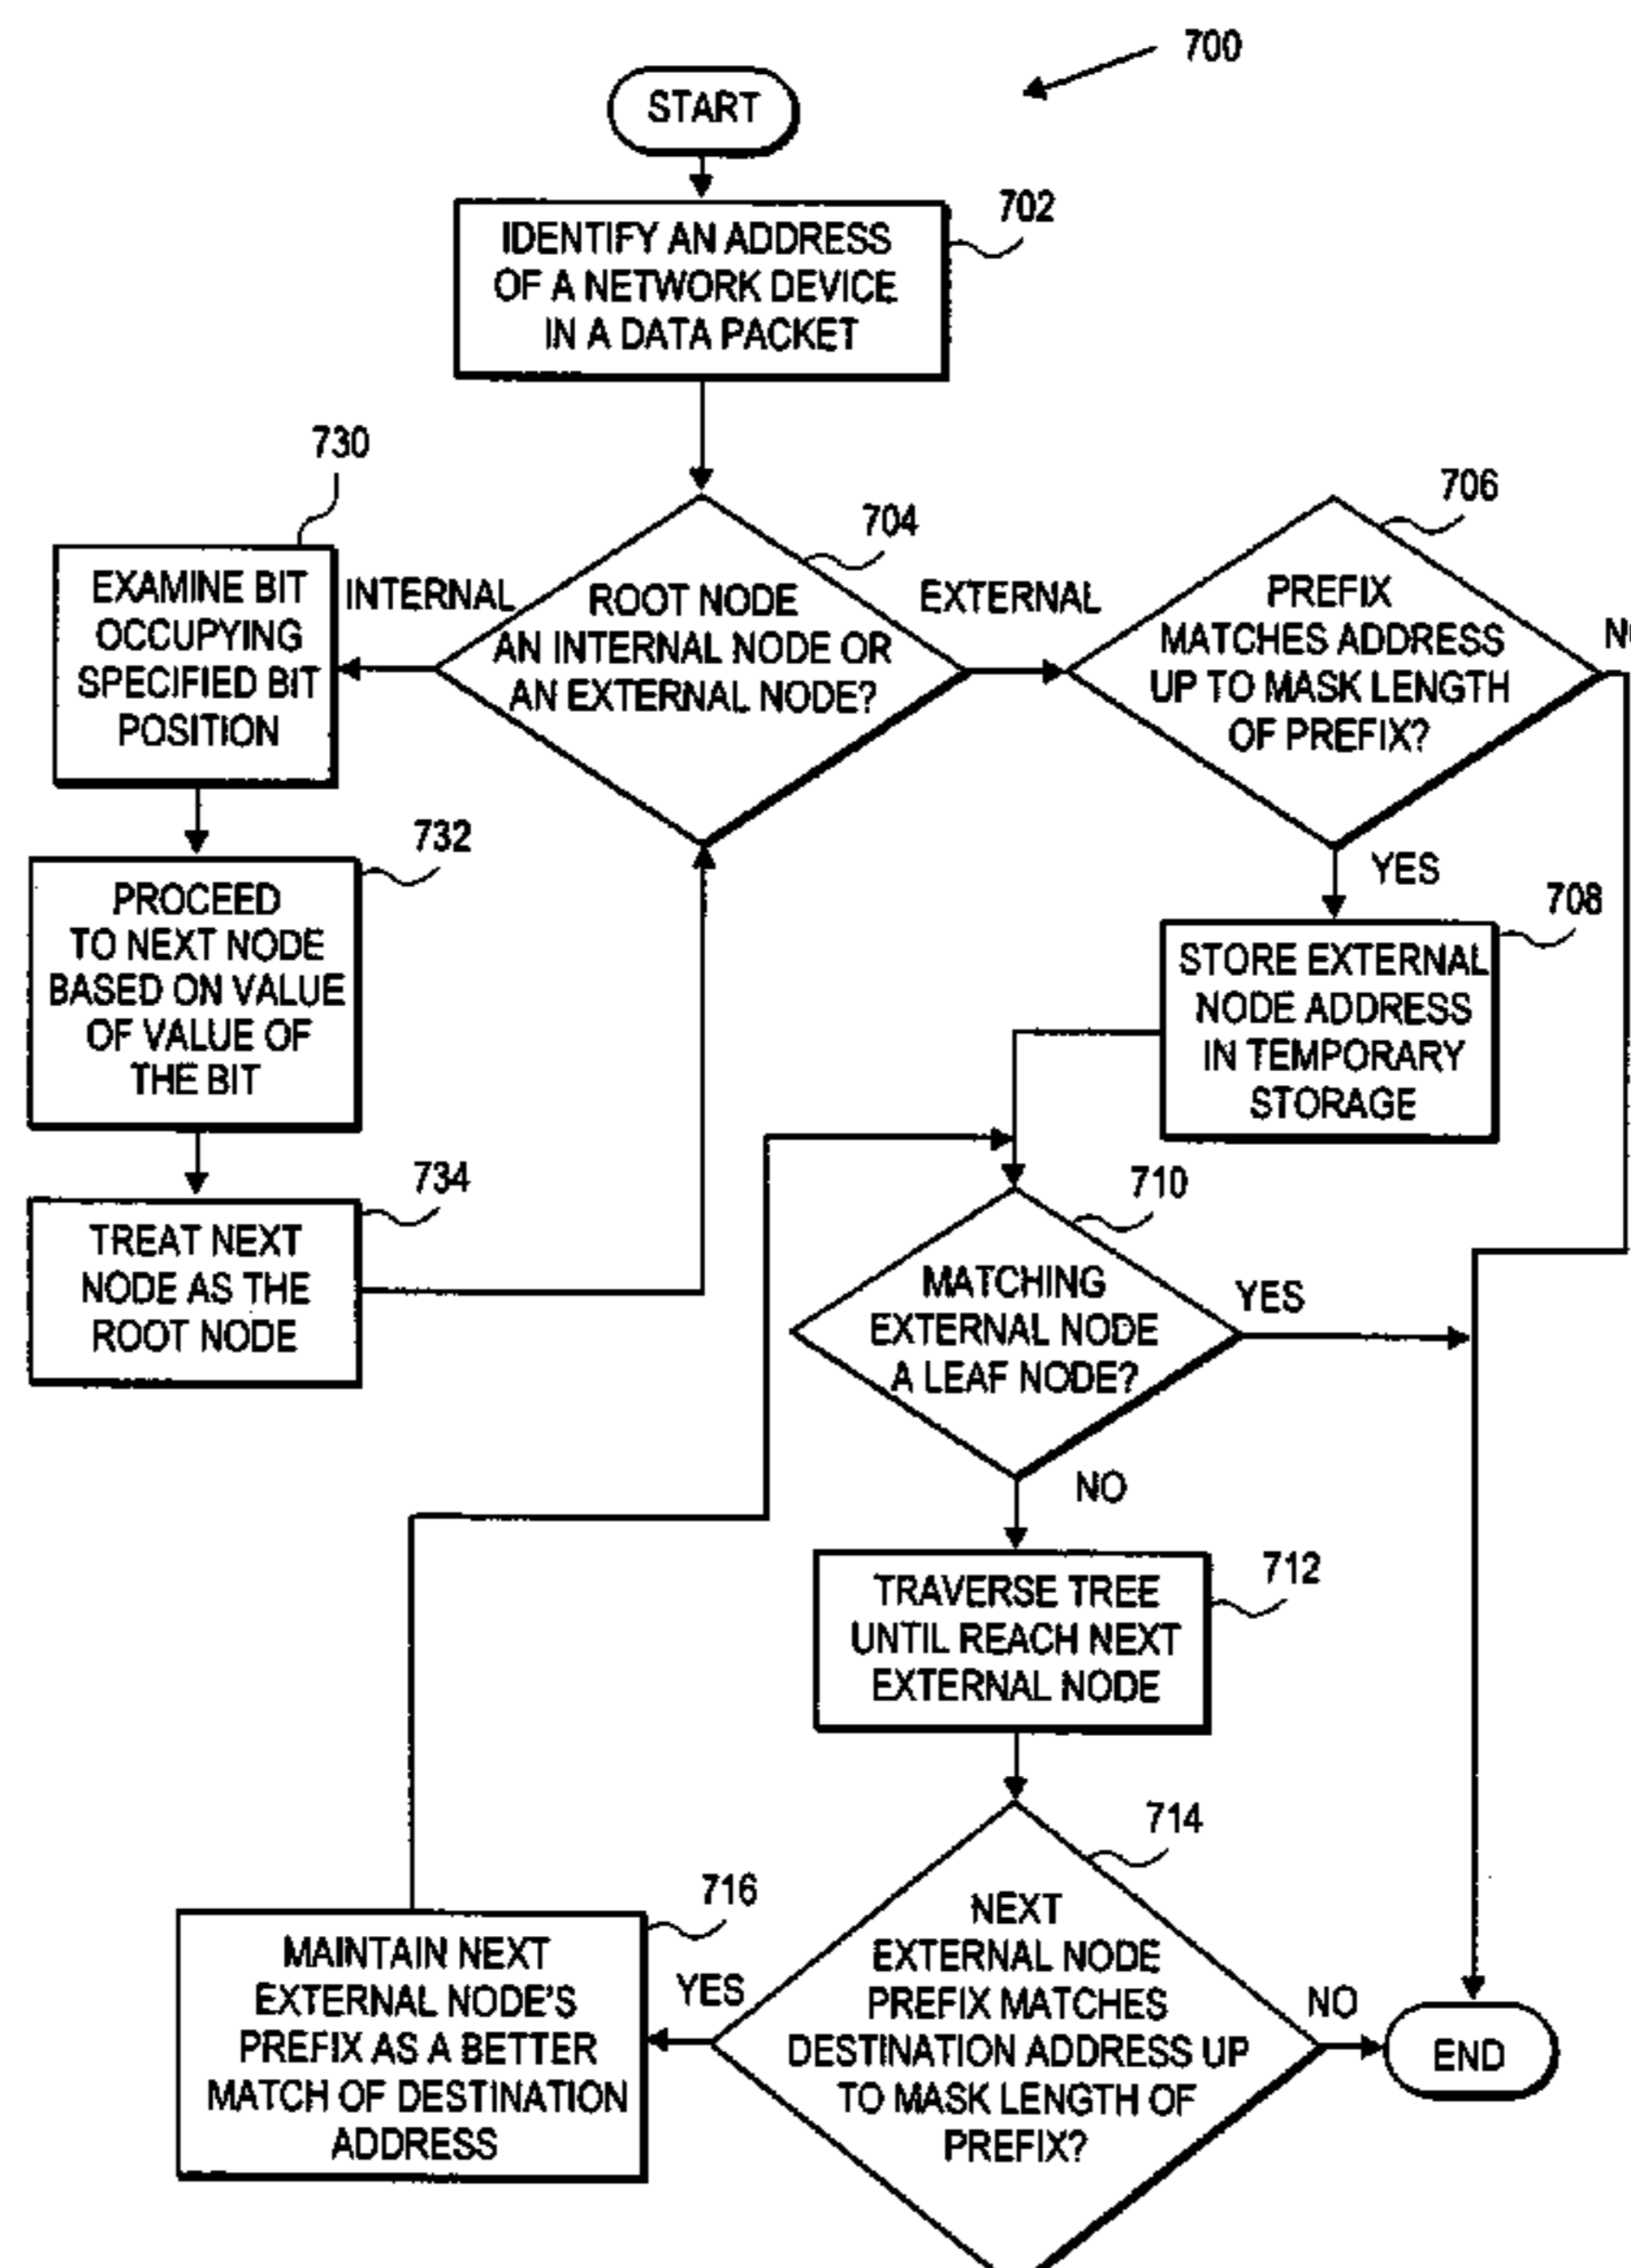 700
START
702
IDENTIFY AN ADDRESS
OF A NETWORK DEVICE
IN A DATA PACKET
730
EXAMINE BIT
OCCUPYING
SPECIFIED BIT
POSITION
INTERNAL
704
ROOT NODE
AN INTERNAL NODE OR
AN EXTERNAL NODE?
EXTERNAL
706
PREFIX
MATCHES ADDRESS
UP TO MASK LENGTH
OF PREFIX?
YES
732
PROCEED
TO NEXT NODE
BASED ON VALUE
OF VALUE OF
THE BIT
708
STORE EXTERNAL
NODE ADDRESS
IN TEMPORARY
STORAGE
734
TREAT NEXT
NODE AS THE
ROOT NODE
710
MATCHING
EXTERNAL NODE
A LEAF NODE?
YES
NO
712
TRAVERSE TREE
UNTIL REACH NEXT
EXTERNAL NODE
714
NEXT
EXTERNAL NODE
PREFIX MATCHES
DESTINATION ADDRESS UP
TO MASK LENGTH OF
PREFIX?
YES
NO
716
MAINTAIN NEXT
EXTERNAL NODE'S
PREFIX AS A BETTER
MATCH OF DESTINATION
ADDRESS
END